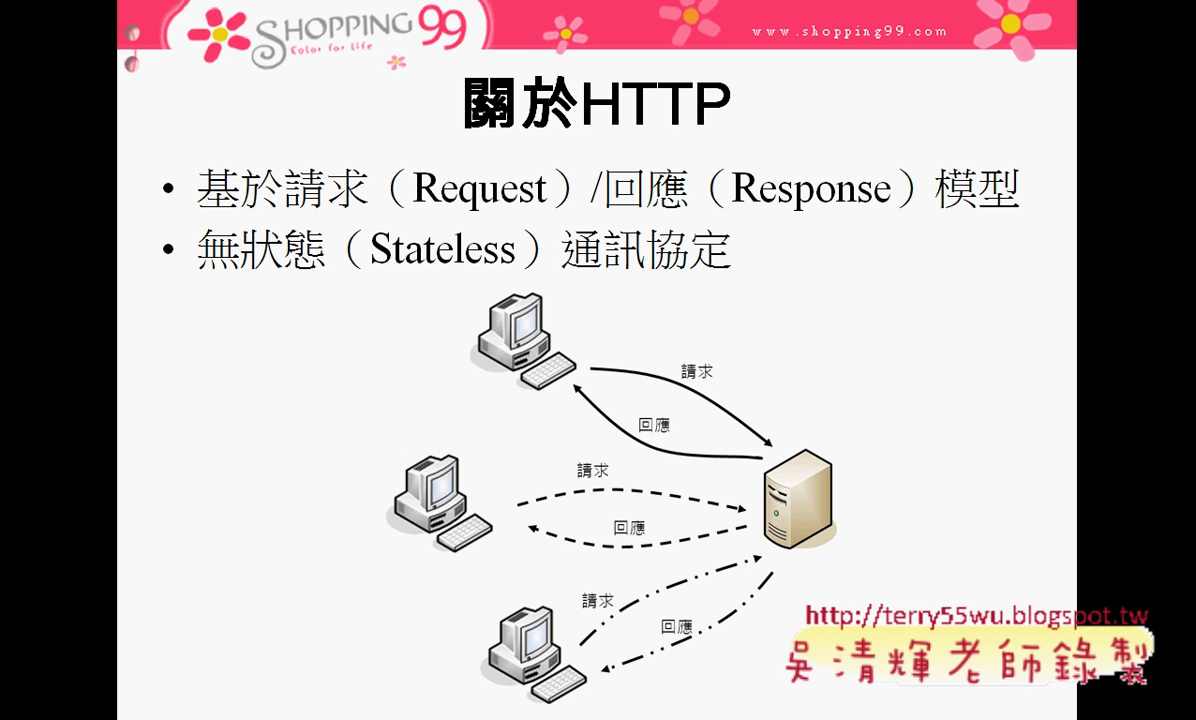 SHOPPING 99
Color for Life
www.shopping99.com
關於HTTP
• 基於請求（Request）/回應（Response）模型
• 無狀態（Stateless）通訊協定
請求
回應
請求
回應
請求
回應
http://terry55wu.blogspot.tw
吳清輝老師錄製